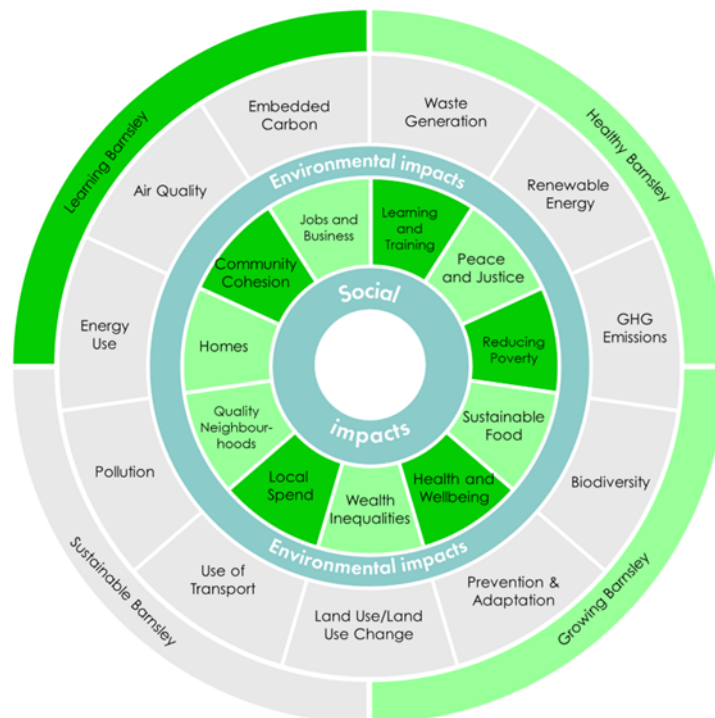 Learning Barnsley
Healthy Barnsley
Growing Barnsley
Sustainable Barnsley
Embedded
Carbon
Waste
Generation
Renewable
Energy
GHG
Emissions
Biodiversity
Prevention &
Adaptation
Land Use/Land
Use Change
Use of
Transport
Pollution
Energy
Use
Air Quality
Environmental impacts
Environmental impacts
Jobs and
Business
Learning
and
Training
Peace
and Justice
Reducing
Poverty
Sustainable
Food
Health and
Wellbeing
Wealth
Inequalities
Local
Spend
Quality
Neighbour-
hoods
Homes
Community
Cohesion
Social
impacts